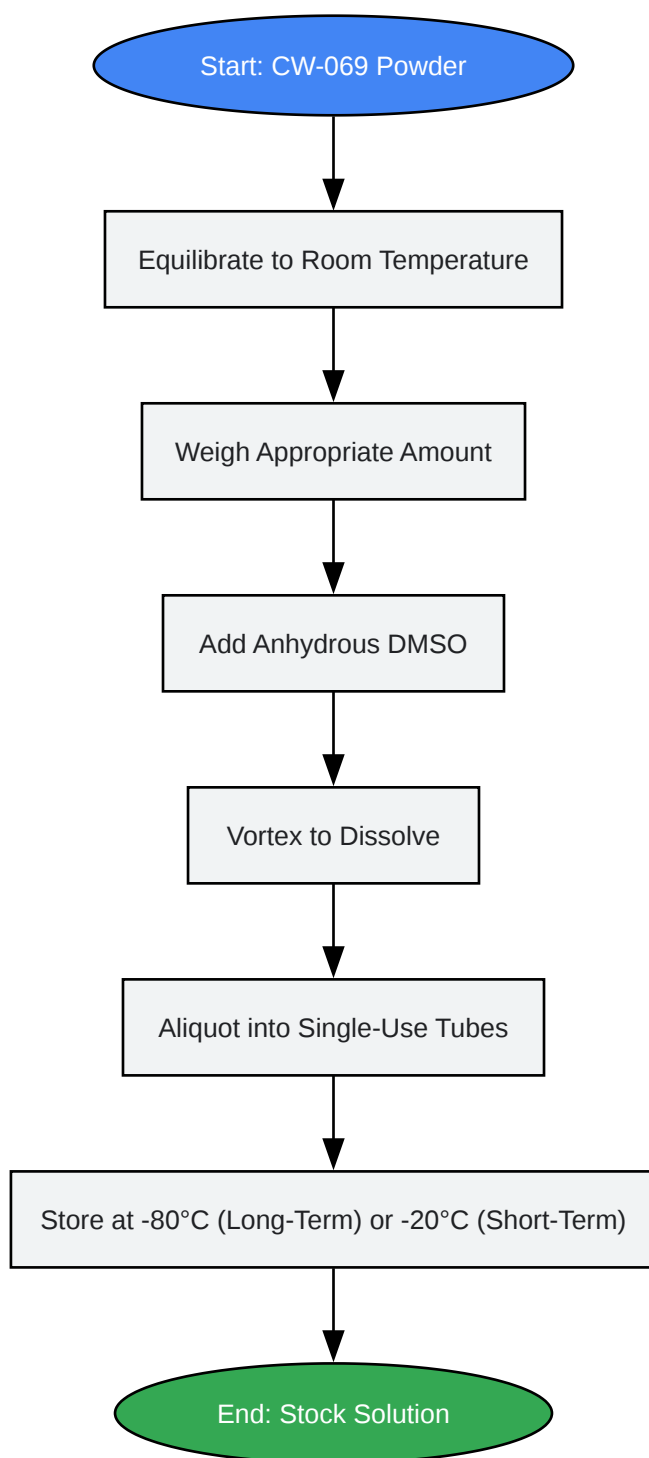 Start: CW-069 Powder
Equilibrate to Room Temperature
Weigh Appropriate Amount
Add Anhydrous DMSO
Vortex to Dissolve
Aliquot into Single-Use Tubes
Store at -80°C (Long-Term) or -20°C (Short-Term)
End: Stock Solution